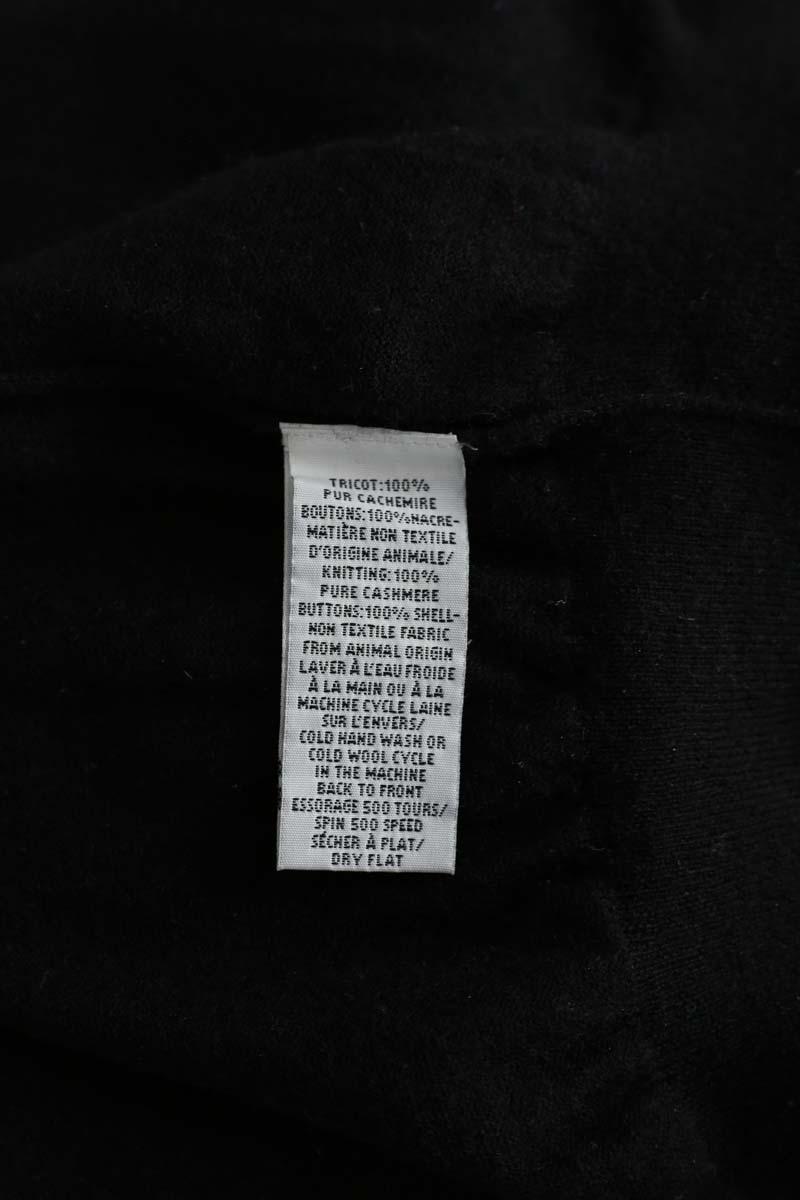 TRICOT:100%
PUR CACHEMIRE
BOUTONS:100%NACRE-
MATIÈRE NON TEXTILE
D'ORIGINE ANIMALE/
KNITTING:100%
PURE CASHMERE
BUTTONS:100% SHELL-
NON TEXTILE FABRIC
FROM ANIMAL ORIGIN
LAVER À L'EAU FROIDE
À LA MAIN OU À LA
MACHINE CYCLE LAINE
SUR L'ENVERS/
COLD HAND WASH OR
COLD WOOL CYCLE
IN THE MACHINE
BACK TO FRONT
ESSORAGE 500 TOURS/
SPIN 500 SPEED
SÉCHER À PLAT/
DRY FLAT